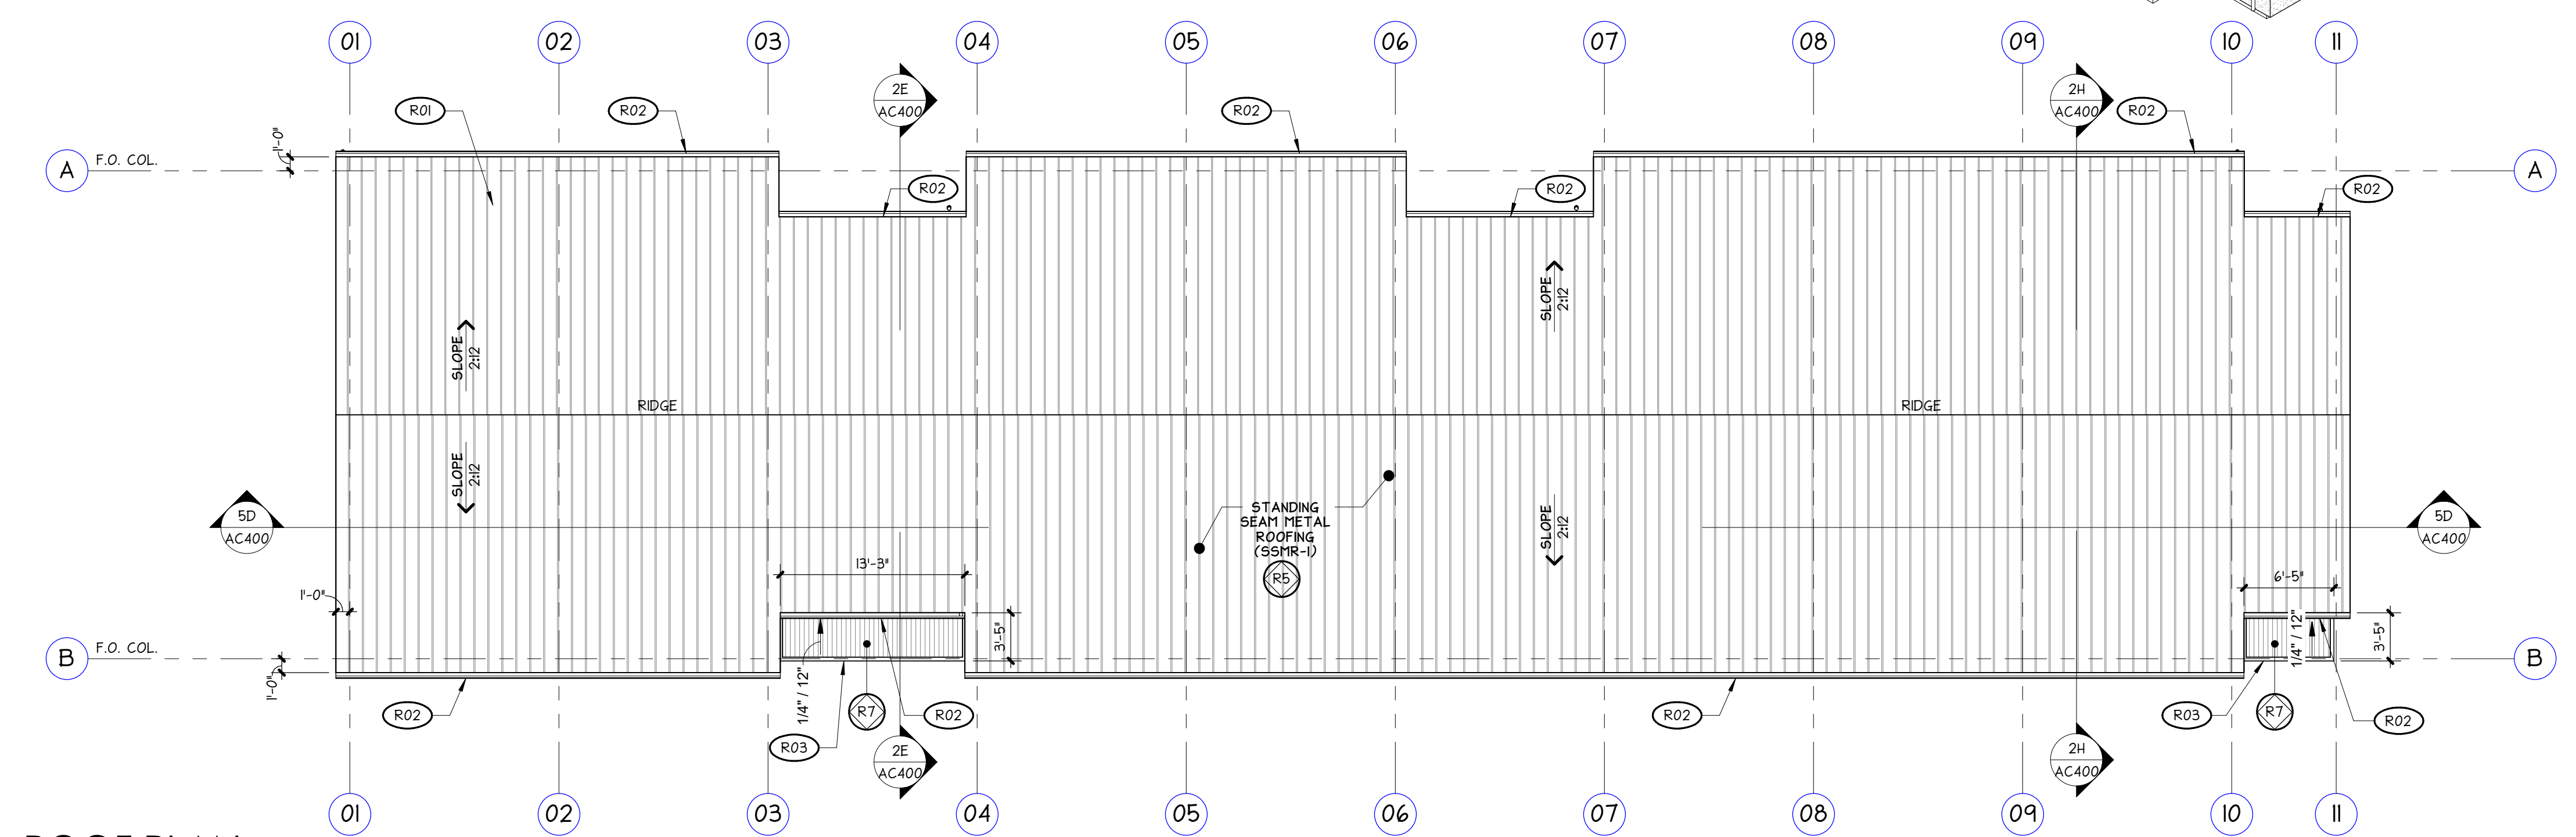 01 02 03 04 05 06 07 08 09 10 11
2E
AC400
2H
AC400
R01
R02
R02
R02
1'-0"
A
F.O. COL.
A
R02
R02
R02
SLOPE
2:12
SLOPE
2:12
RIDGE
RIDGE
SLOPE
2:12
SLOPE
2:12
5D
AC400
STANDING
SEAM METAL
ROOFING
(SSMR-1)
R5
5D
AC400
13'-3"
6'-5"
1'-0"
3'-5"
1/4" / 12"
3'-5"
B
F.O. COL.
B
1'-0"
1/4" / 12"
R02
R7
R02
R02
R03
R7
R02
R03
2E
AC400
2H
AC400
01 02 03 04 05 06 07 08 09 10 11
ROOF PLAN